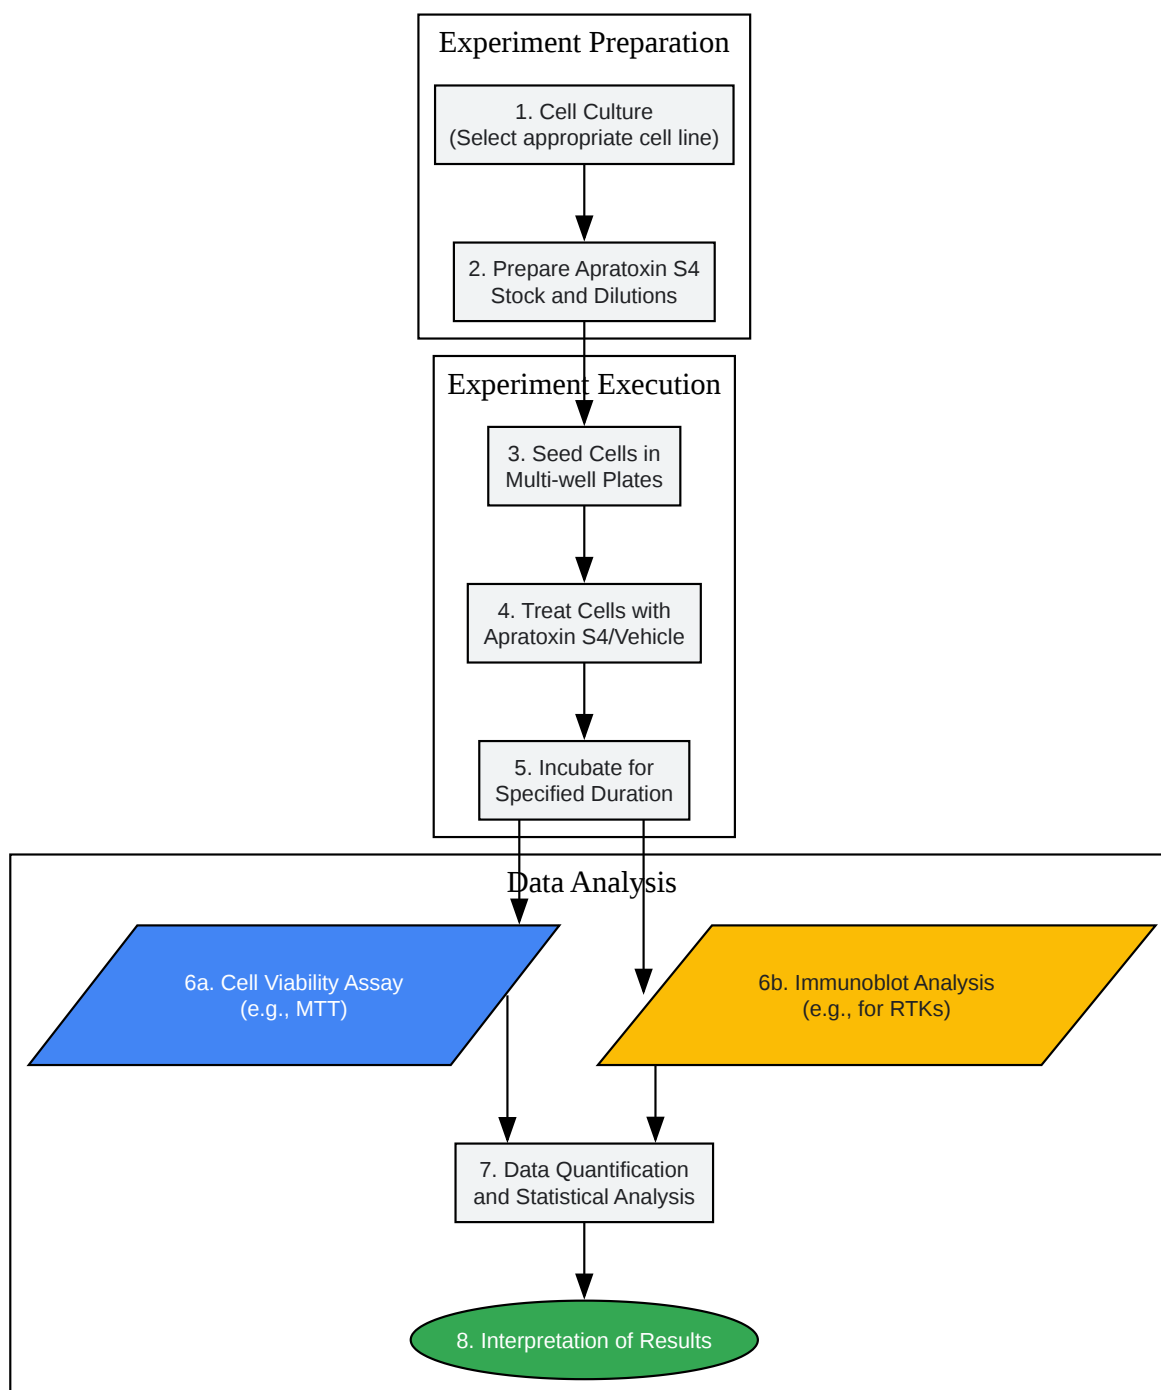 Experiment Preparation
1. Cell Culture
(Select appropriate cell line)
2. Prepare Apratoxin S4
Stock and Dilutions
Experiment Execution
3. Seed Cells in
Multi-well Plates
4. Treat Cells with
Apratoxin S4/Vehicle
5. Incubate for
Specified Duration
Data Analysis
6a. Cell Viability Assay
(e.g., MTT)
6b. Immunoblot Analysis
(e.g., for RTKs)
7. Data Quantification
and Statistical Analysis
8. Interpretation of Results